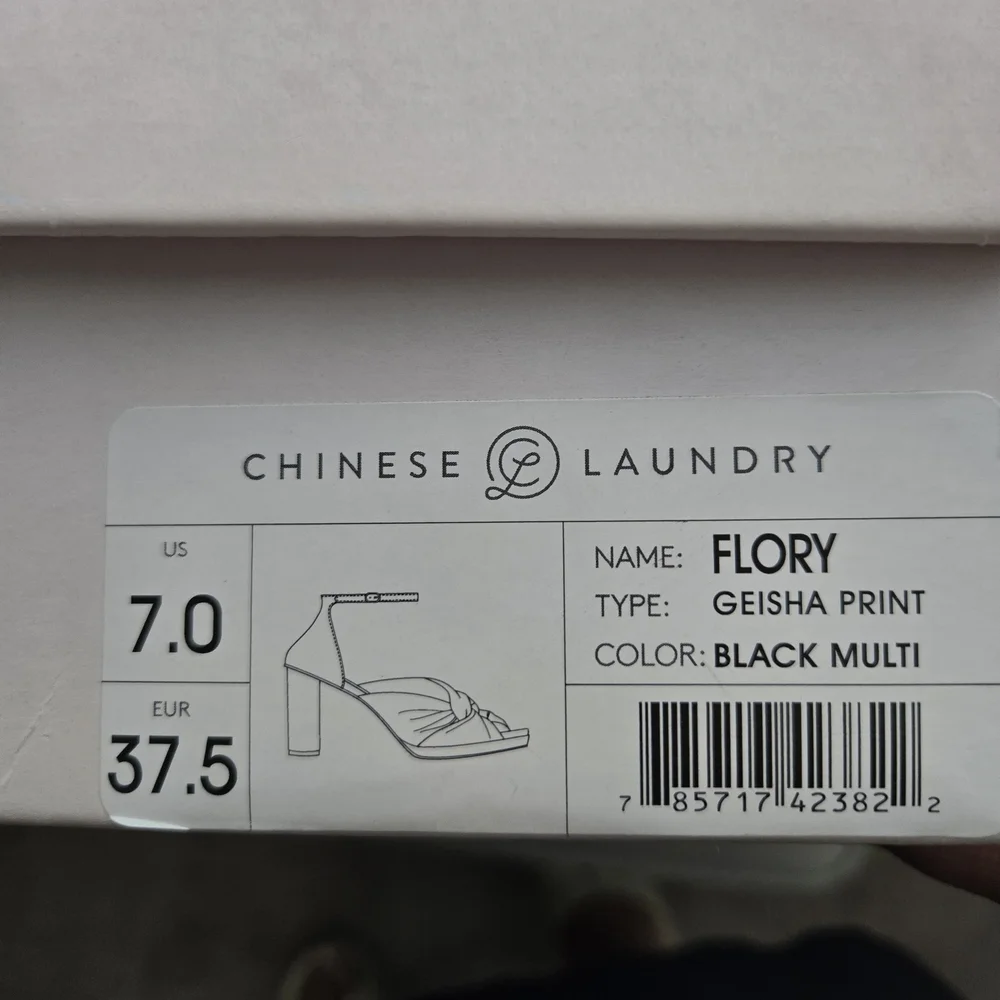 CHINESE LAUNDRY
US
7.0
EUR
37.5
NAME: FLORY
TYPE: GEISHA PRINT
COLOR: BLACK MULTI
7 85717 42382 2